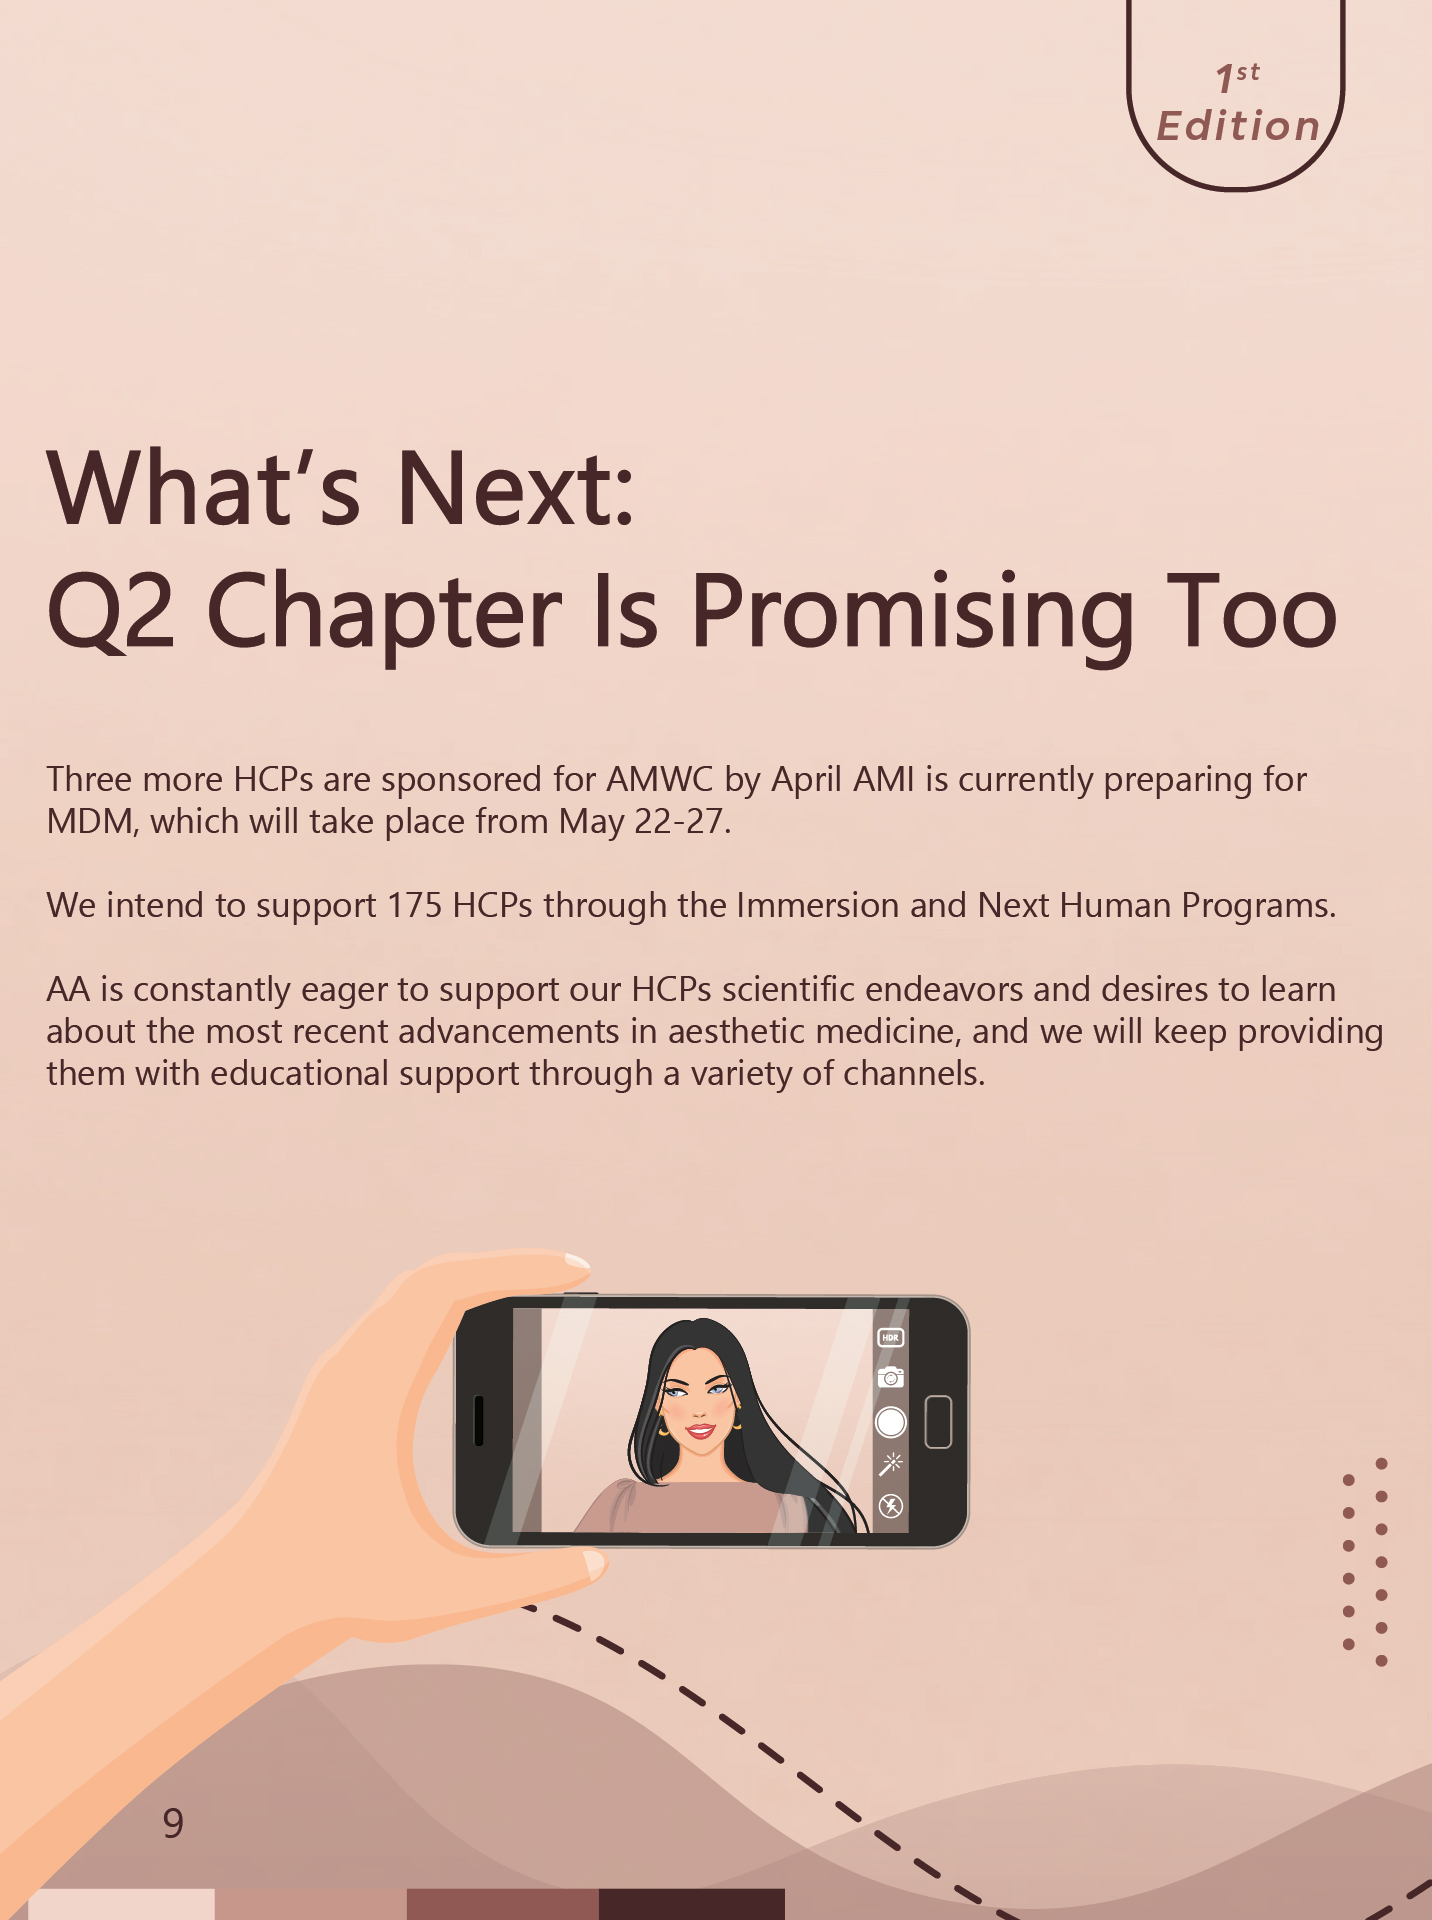 1st
Edition
What’s Next:
Q2 Chapter Is Promising Too
Three more HCPs are sponsored for AMWC by April AMI is currently preparing for
MDM, which will take place from May 22-27.
We intend to support 175 HCPs through the Immersion and Next Human Programs.
AA is constantly eager to support our HCPs scientific endeavors and desires to learn
about the most recent advancements in aesthetic medicine, and we will keep providing
them with educational support through a variety of channels.
HDR
9